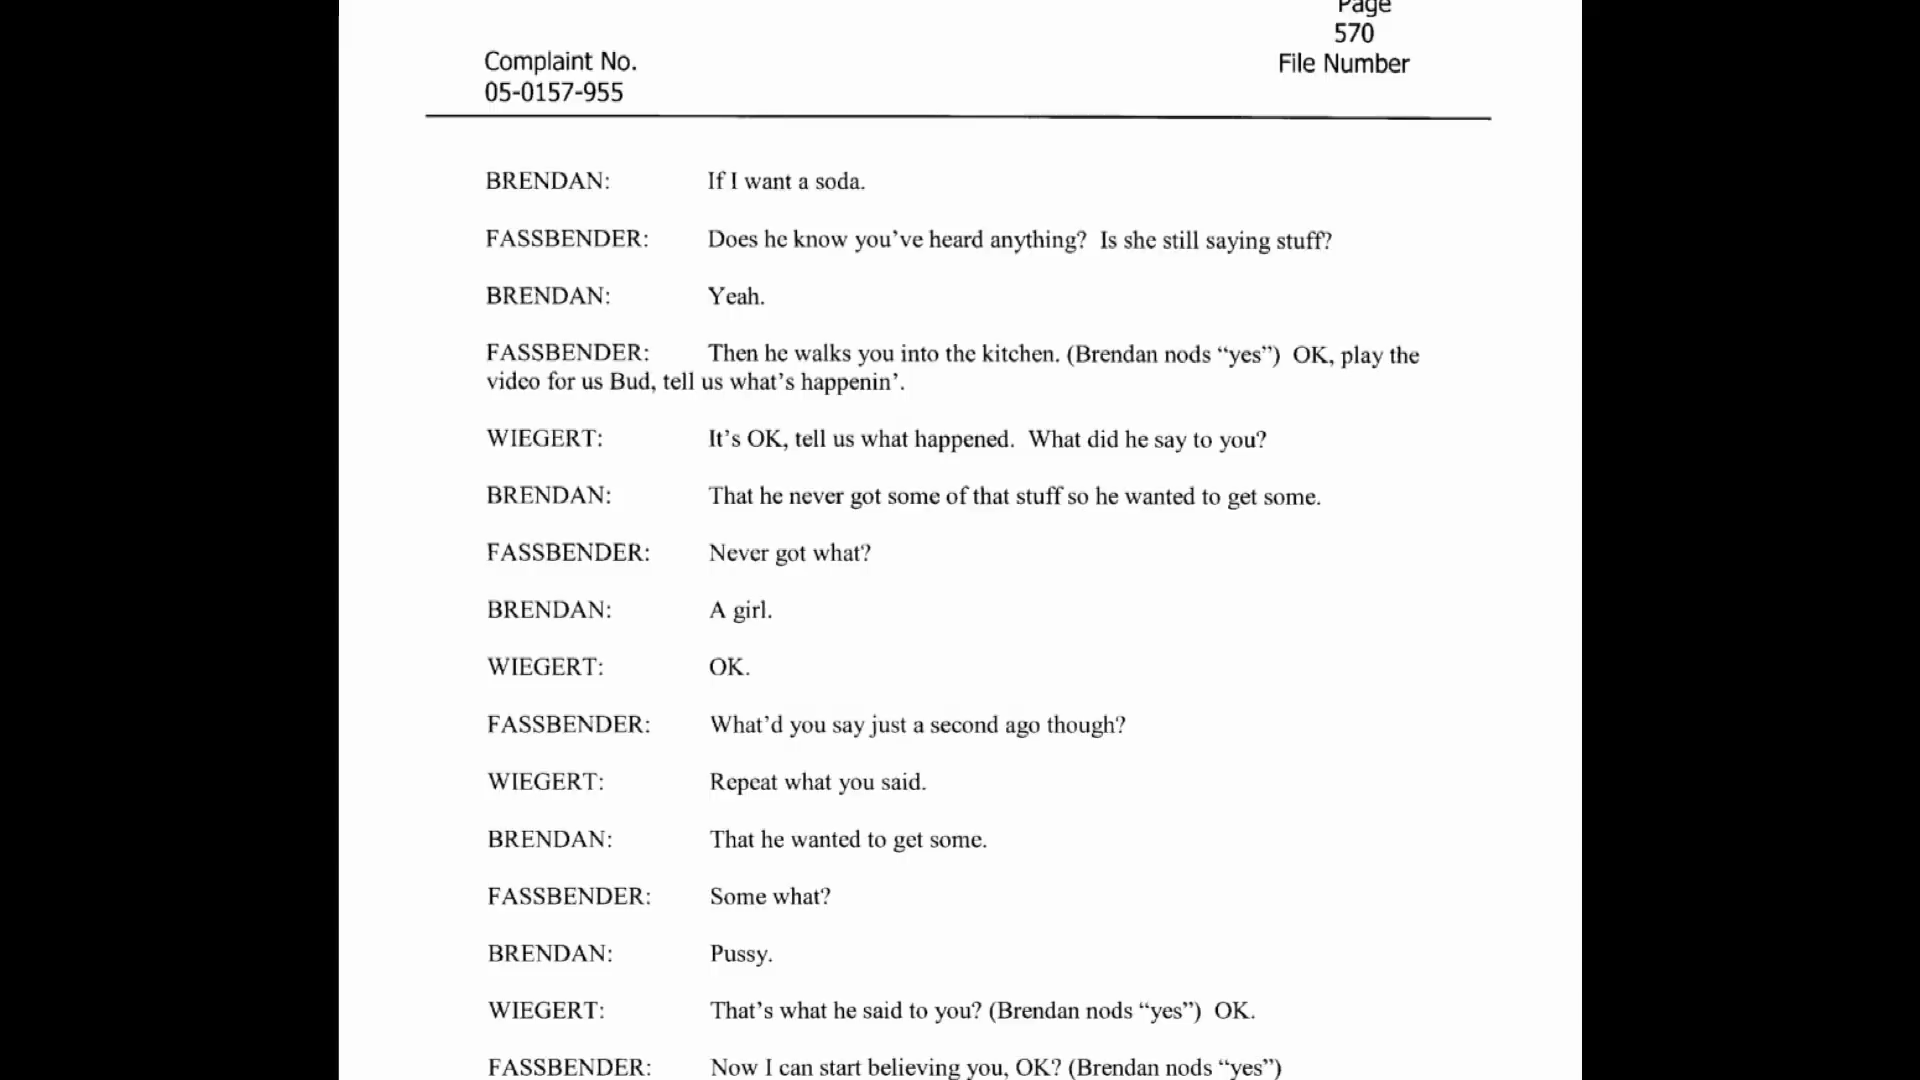 Page
570
Complaint No.
File Number
05-0157-955
BRENDAN: If I want a soda.
FASSBENDER: Does he know you've heard anything? Is she still saying stuff?
BRENDAN: Yeah.
FASSBENDER: Then he walks you into the kitchen. (Brendan nods “yes”) OK, play the
video for us Bud, tell us what's happenin'.
WIEGERT: It's OK, tell us what happened. What did he say to you?
BRENDAN: That he never got some of that stuff so he wanted to get some.
FASSBENDER: Never got what?
BRENDAN: A girl.
WIEGERT: OK.
FASSBENDER: What'd you say just a second ago though?
WIEGERT: Repeat what you said.
BRENDAN: That he wanted to get some.
FASSBENDER: Some what?
BRENDAN: Pussy.
WIEGERT: That's what he said to you? (Brendan nods “yes”) OK.
FASSBENDER: Now I can start believing you, OK? (Brendan nods “yes”)